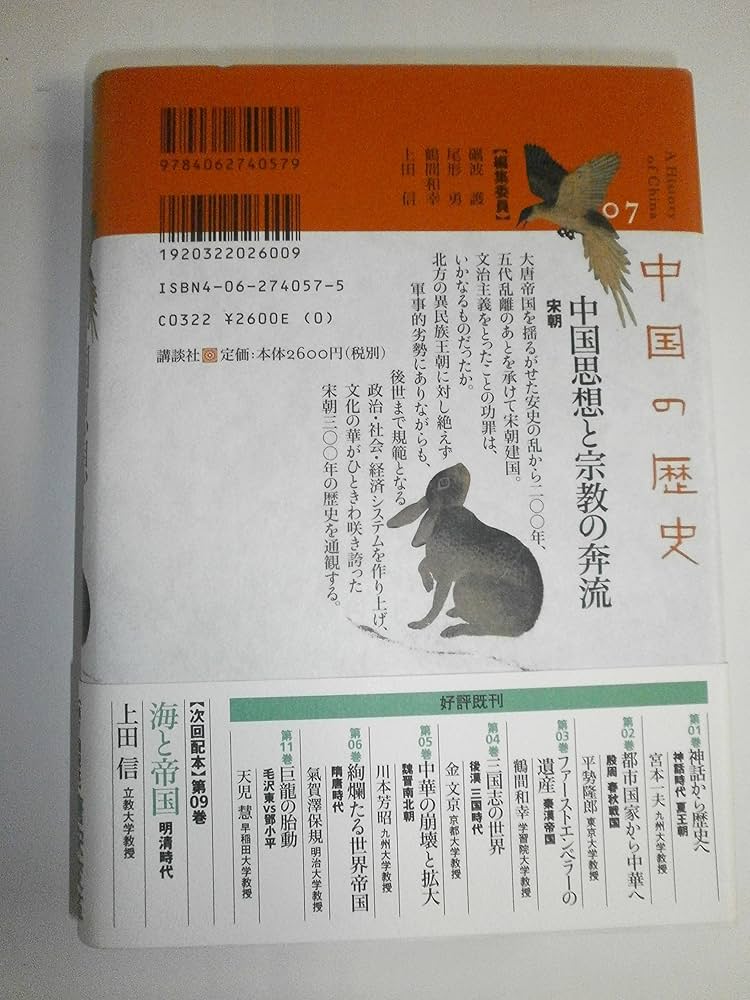 9784062740579
1920322026009
ISBN4-06-274057-5
C0322 ¥2600E (0)
講談社 定価:本体2600円(税別)
【編集委員】
礪波 護
尾形 勇
鶴間和幸
上田 信
A History
of China
07
中国の歴史
中国思想と宗教の奔流
宋朝
大唐帝国を揺るがせた安史の乱から二〇〇年、
五代乱離のあとを承けて宋朝建国。
文治主義をとったことの功罪は、
いかなるものだったか。
北方の異民族王朝に対し絶えず
軍事的劣勢にありながらも、
後世まで規範となる
政治・社会・経済システムを作り上げ、
文化の華がひときわ咲き誇った
宋朝三〇〇年の歴史を通観する。
好評既刊
第01巻 神話から歴史へ
神話時代 夏王朝
宮本一夫 九州大学教授
第02巻 都市国家から中華へ
殷周 春秋戦国
平勢隆郎 東京大学教授
第03巻 ファーストエンペラーの
遺産 秦漢帝国
鶴間和幸 学習院大学教授
第04巻 三国志の世界
後漢 三国時代
金 文京 京都大学教授
第05巻 中華の崩壊と拡大
魏晋南北朝
川本芳昭 九州大学教授
第06巻 絢爛たる世界帝国
隋唐時代
氣賀澤保規 明治大学教授
第11巻 巨龍の胎動
毛沢東vs鄧小平
天児 慧 早稲田大学教授
【次回配本】第09巻
海と帝国 明清時代
上田 信 立教大学教授